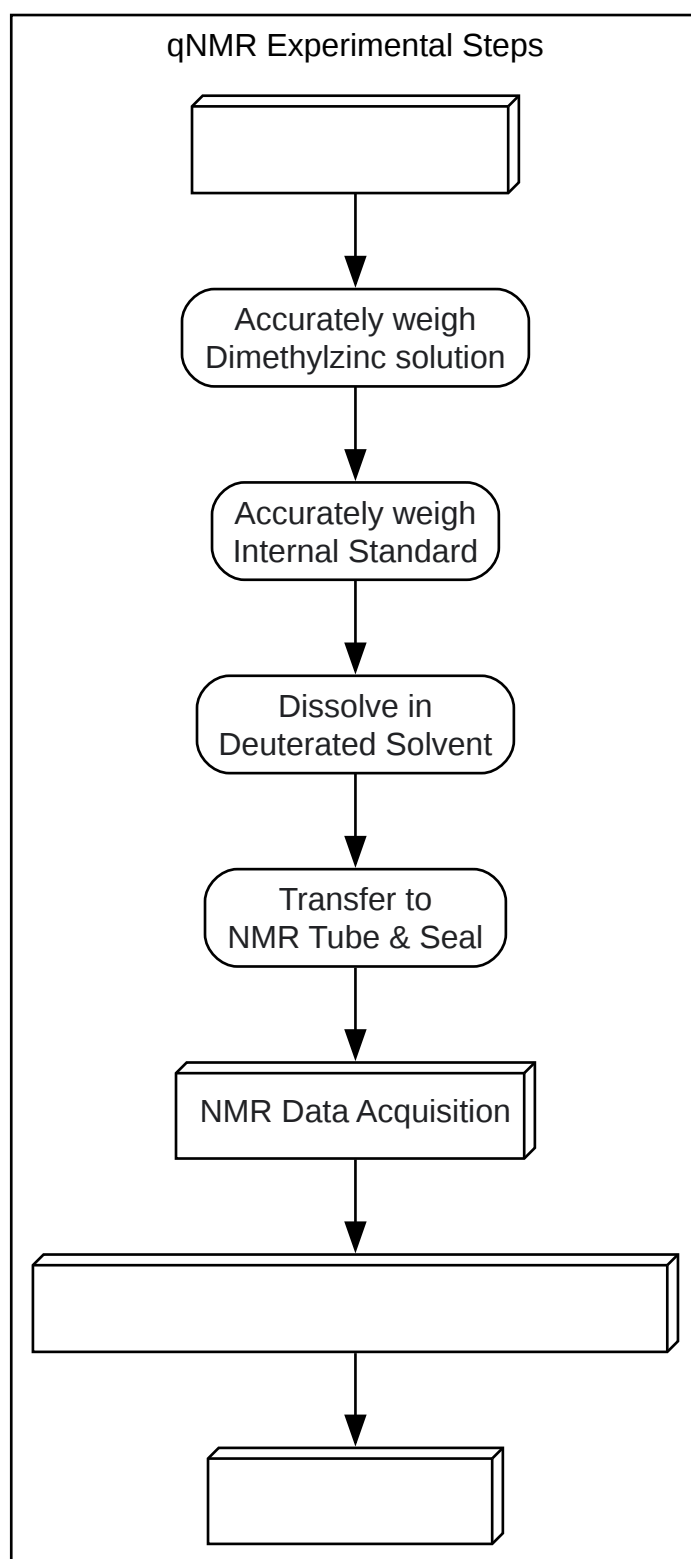 qNMR Experimental Steps
Accurately weigh
Dimethylzinc solution
Accurately weigh
Internal Standard
Dissolve in
Deuterated Solvent
Transfer to
NMR Tube & Seal
NMR Data Acquisition